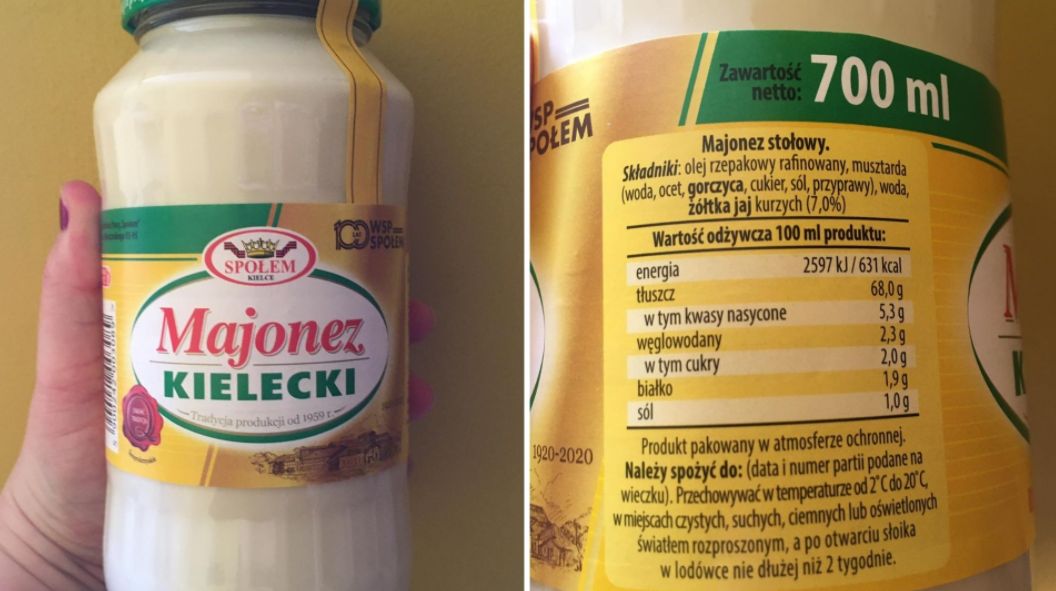 100 LAT WSP
SPOŁEM
SPOŁEM
KIELCE
Majonez
KIELECKI
Tradycja produkcji od 1959 r.
WSP
SPOŁEM
Zawartość
netto: 700 ml
Majonez stołowy.
Składniki: olej rzepakowy rafinowany, musztarda
(woda, ocet, gorczyca, cukier, sól, przyprawy), woda,
żółtka jaj kurzych (7,0%)
Wartość odżywcza 100 ml produktu:
energia 2597 kJ / 631 kcal
tłuszcz 68,0 g
w tym kwasy nasycone 5,3 g
węglowodany 2,3 g
w tym cukry 2,0 g
białko 1,9 g
sól 1,0 g
Produkt pakowany w atmosferze ochronnej.
Należy spożyć do: (data i numer partii podane na
wieczku). Przechowywać w temperaturze od 2°C do 20°C,
w miejscach czystych, suchych, ciemnych lub oświetlonych
światłem rozproszonym, a po otwarciu słoika
w lodówce nie dłużej niż 2 tygodnie.
1920-2020
M
K